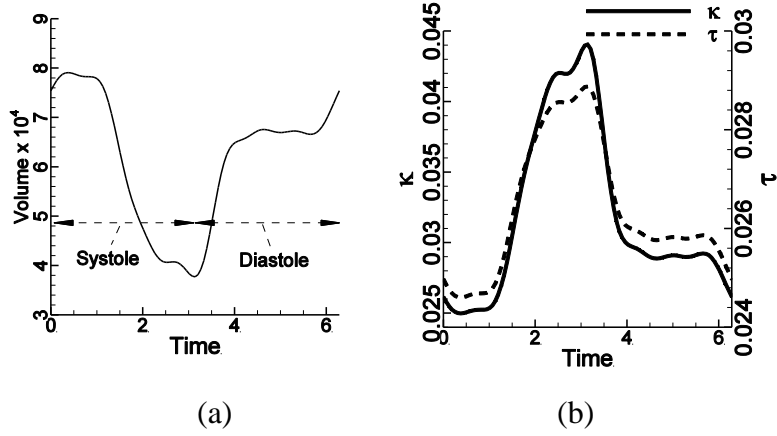 Volume x 10^4
9
8
7
6
5
4
3
Systole
Diastole
0 2 4 6
Time
(a)
κ
τ
0.045
0.04
0.035
0.03
0.025
κ
0.03
0.028
0.026
0.024
τ
0 2 4 6
Time
(b)